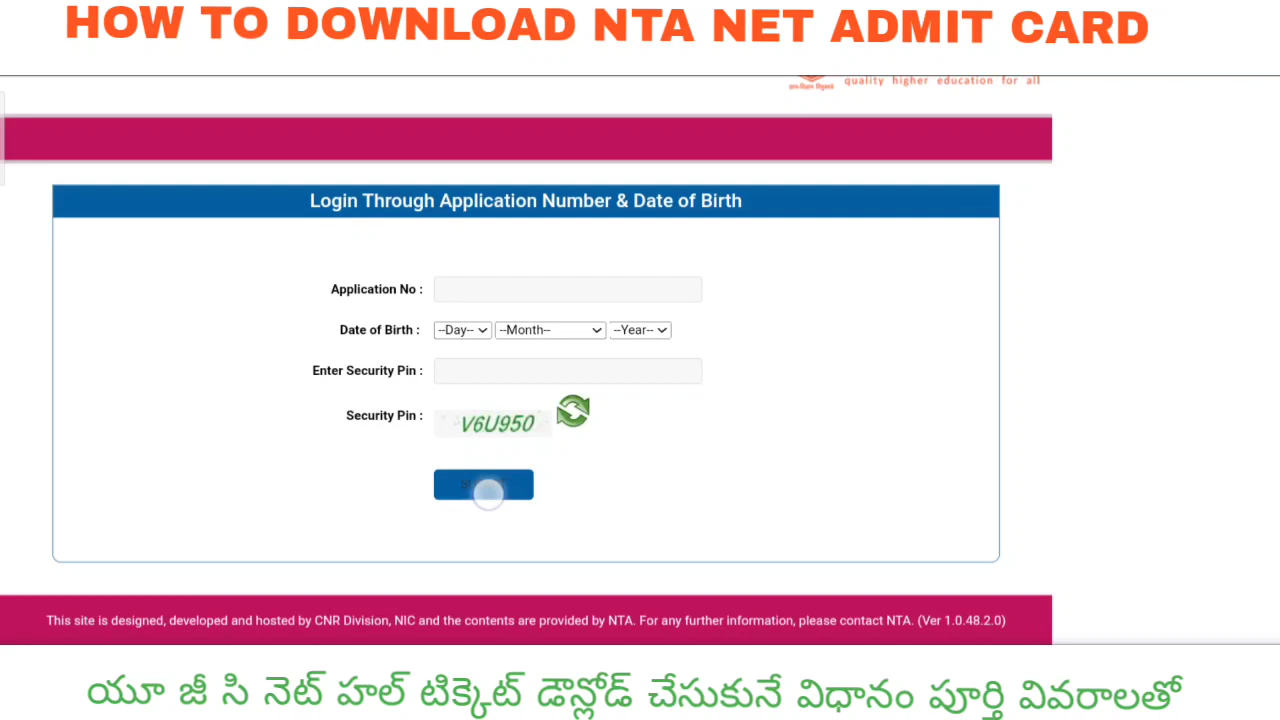 HOW TO DOWNLOAD NTA NET ADMIT CARD
quality higher education for all
Login Through Application Number & Date of Birth
Application No :
Date of Birth : --Day-- --Month-- --Year--
Enter Security Pin :
Security Pin : V6U950
This site is designed, developed and hosted by CNR Division, NIC and the contents are provided by NTA. For any further information, please contact NTA. (Ver 1.0.48.2.0)
యూ జీ సి నెట్ హల్ టిక్కెట్ డౌన్లోడ్ చేసుకునే విధానం పూర్తి వివరాలతో